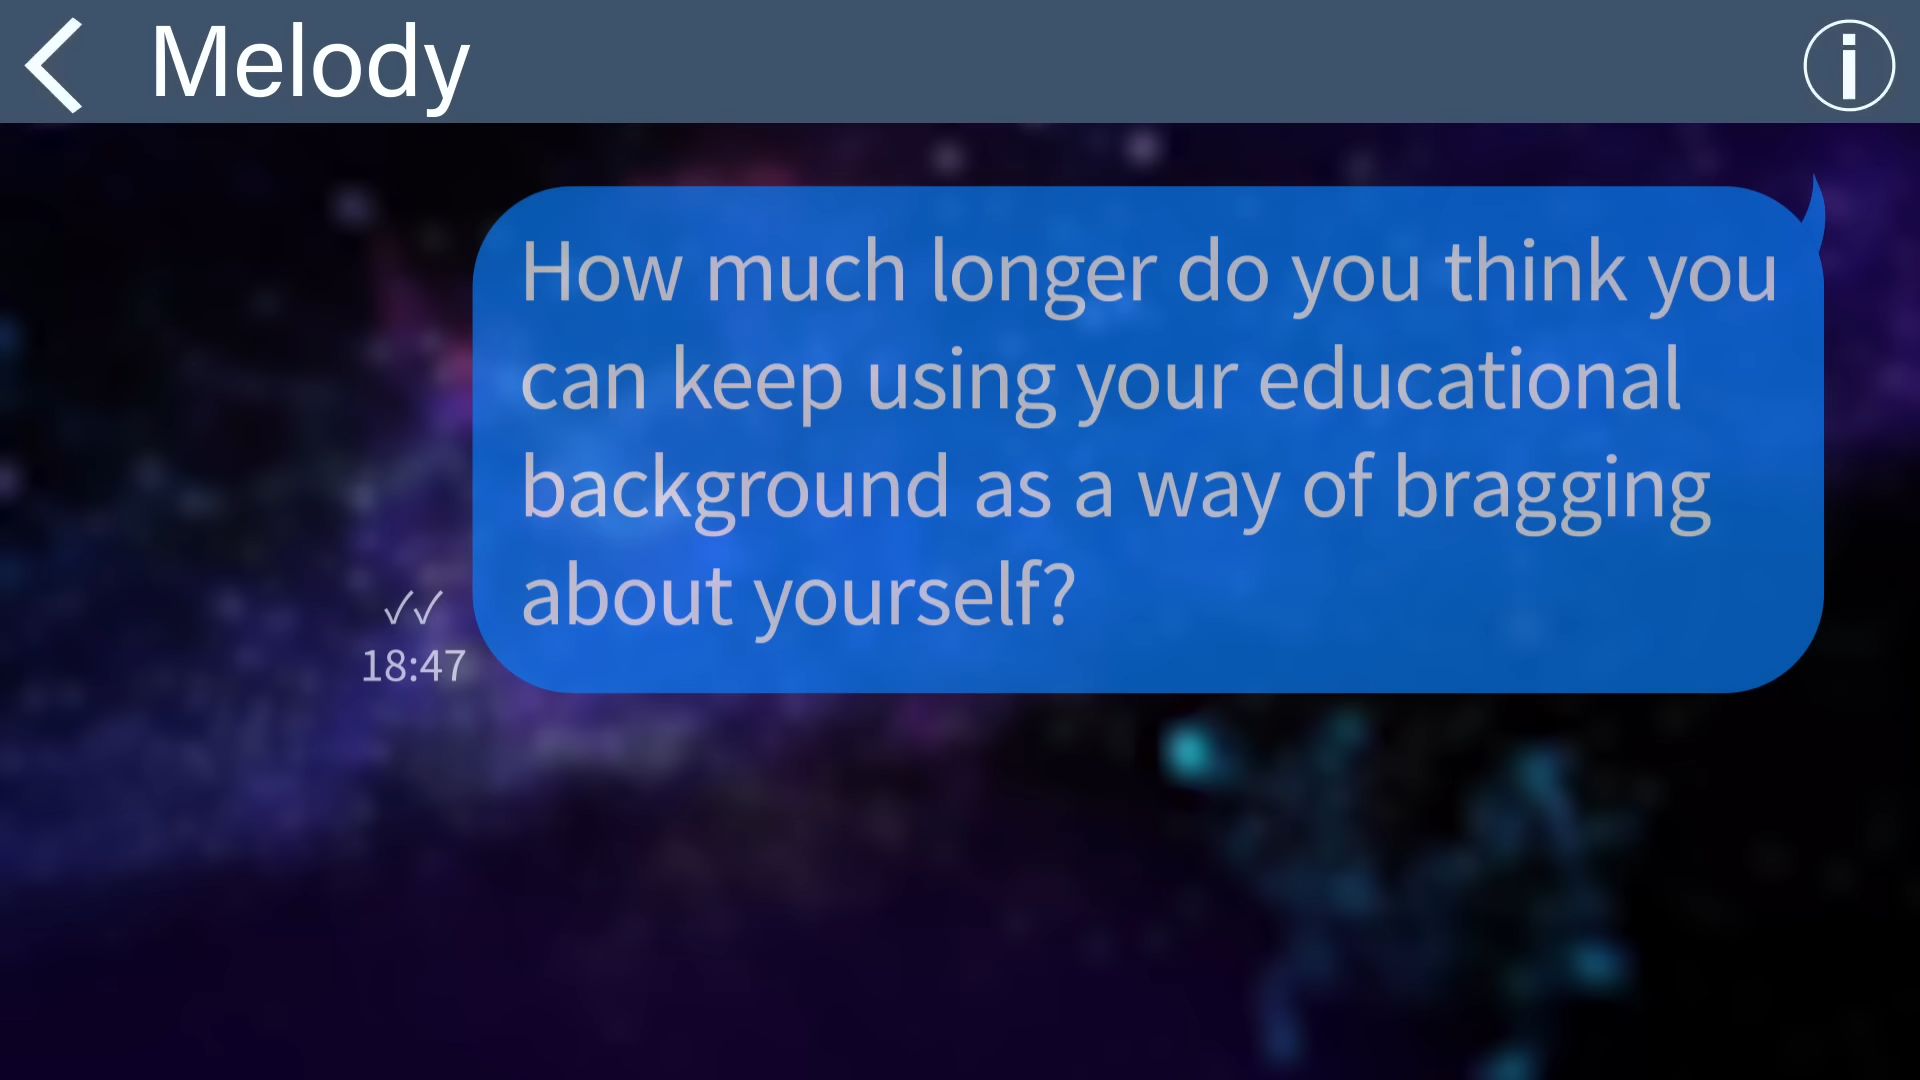 Melody
How much longer do you think you
can keep using your educational
background as a way of bragging
about yourself?
✓✓
18:47